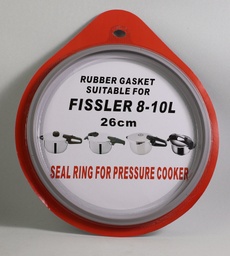 RUBBER GASKET
SUITABLE FOR
FISSLER 8-10L
26cm
SEAL RING FOR PRESSURE COOKER